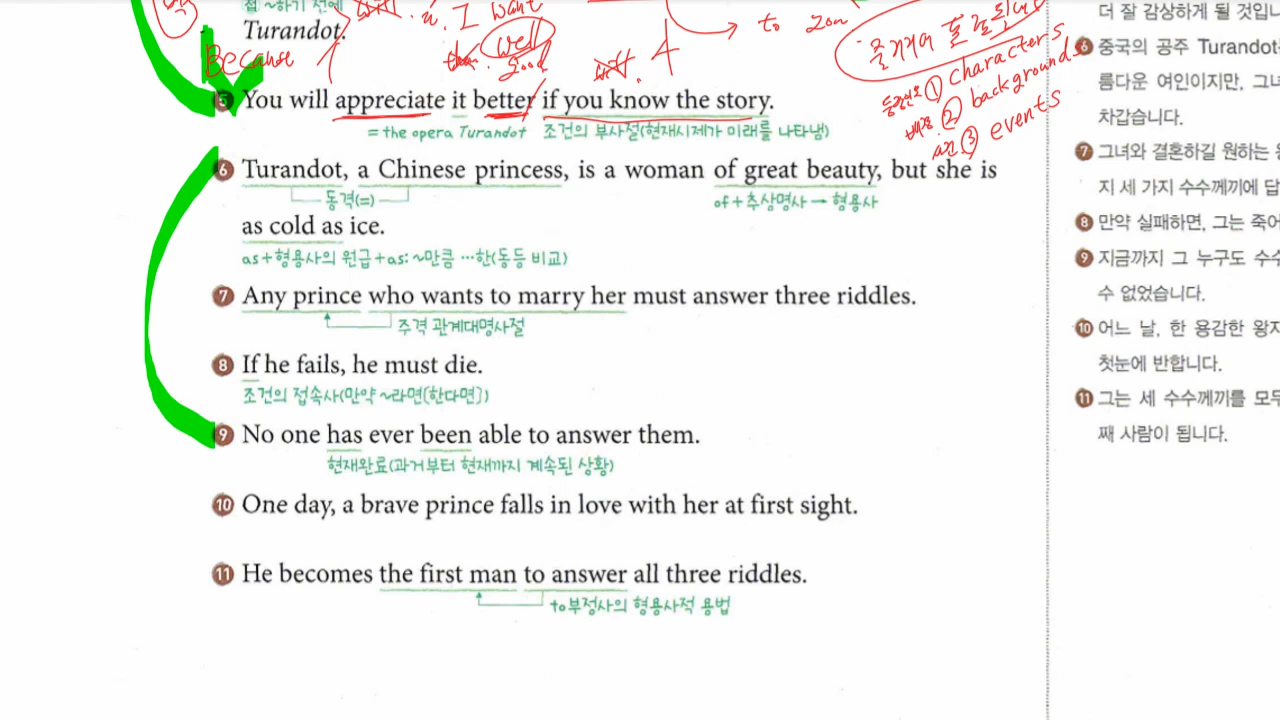 접 ~하기 전에
Turandot.
Because
I want
well
good
to
characters
① 
background
②
events
③
⑤ You will appreciate it better if you know the story.
= the opera Turandot 조건의 부사절(현재시제가 미래를 나타냄)
⑥ Turandot, a Chinese princess, is a woman of great beauty, but she is
동격(=) of+추상명사→형용사
as cold as ice.
as+형용사의 원급+as: ~만큼 …한(동등 비교)
⑦ Any prince who wants to marry her must answer three riddles.
주격 관계대명사절
⑧ If he fails, he must die.
조건의 접속사(만약 ~라면[한다면])
⑨ No one has ever been able to answer them.
현재완료(과거부터 현재까지 계속된 상황)
⑩ One day, a brave prince falls in love with her at first sight.
⑪ He becomes the first man to answer all three riddles.
to부정사의 형용사적 용법
더 잘 감상하게 될 것입니
⑥ 중국의 공주 Turandot
름다운 여인이지만, 그녀
차갑습니다.
⑦ 그녀와 결혼하길 원하는
지 세 가지 수수께끼에 답
⑧ 만약 실패하면, 그는 죽어
⑨ 지금까지 그 누구도 수수
수 없었습니다.
⑩ 어느 날, 한 용감한 왕자
첫눈에 반합니다.
⑪ 그는 세 수수께끼를 모두
째 사람이 됩니다.